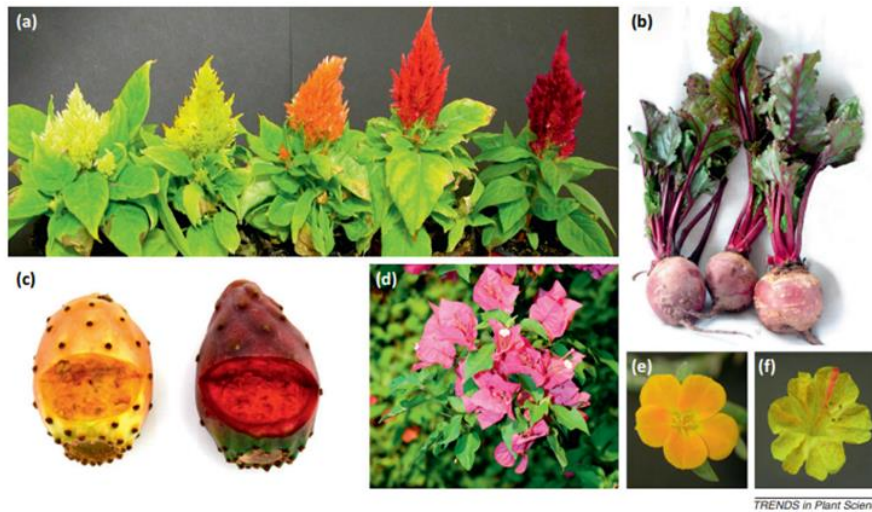 (a)
(b)
(c)
(d)
(e)
(f)
TRENDS in Plant Scien